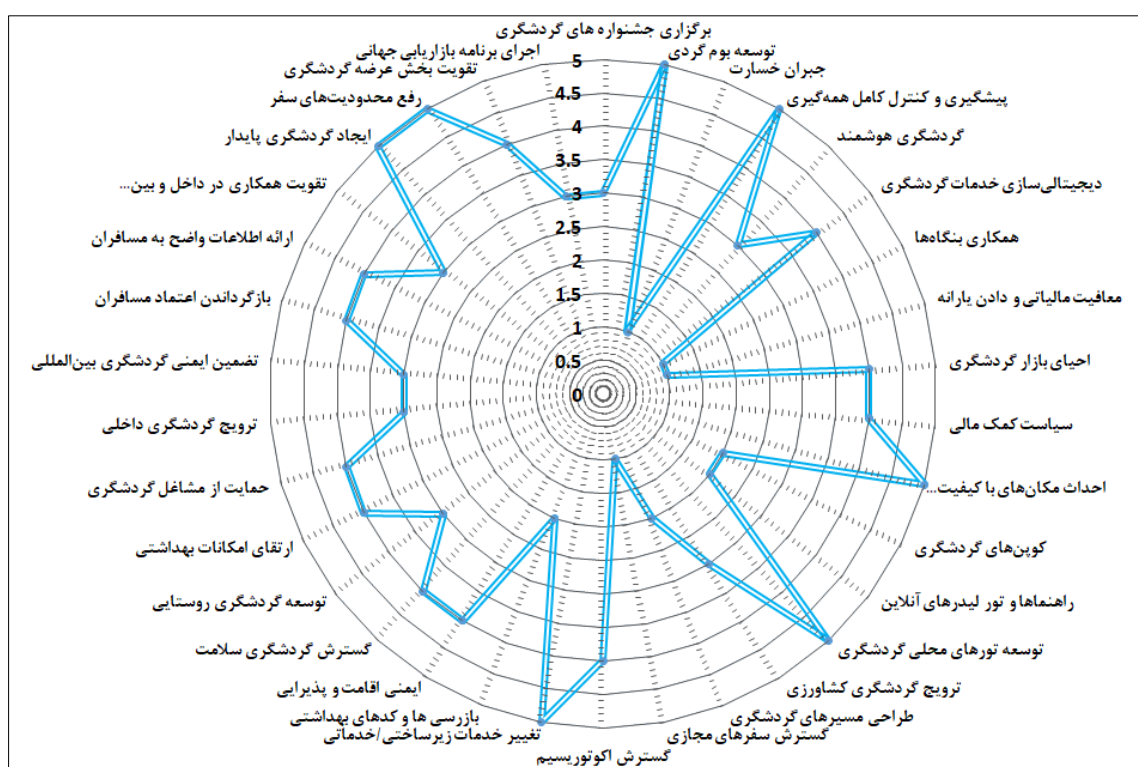 برگزاری جشنواره های گردشگری
توسعه بوم گردی
جبران خسارت
پیشگیری و کنترل کامل همه‌گیری
گردشگری هوشمند
دیجیتالی‌سازی خدمات گردشگری
همکاری بنگاه‌ها
معافیت مالیاتی و دادن یارانه
احیای بازار گردشگری
سیاست کمک مالی
احداث مکان‌های با کیفیت...
کوپن‌های گردشگری
راهنماها و تور لیدرهای آنلاین
توسعه تورهای محلی گردشگری
ترویج گردشگری کشاورزی
طراحی مسیرهای گردشگری
گسترش سفرهای مجازی
گسترش اکوتوریسیم
تغییر خدمات زیرساختی/خدماتی
بازرسی ها و کدهای بهداشتی
ایمنی اقامت و پذیرایی
گسترش گردشگری سلامت
توسعه گردشگری روستایی
ارتقای امکانات بهداشتی
حمایت از مشاغل گردشگری
ترویج گردشگری داخلی
تضمین ایمنی گردشگری بین‌المللی
بازگرداندن اعتماد مسافران
ارائه اطلاعات واضح به مسافران
تقویت همکاری در داخل و بین...
ایجاد گردشگری پایدار
رفع محدودیت‌های سفر
تقویت بخش عرضه گردشگری
اجرای برنامه بازاریابی جهانی
5
4.5
4
3.5
3
2.5
2
1.5
1
0.5
0